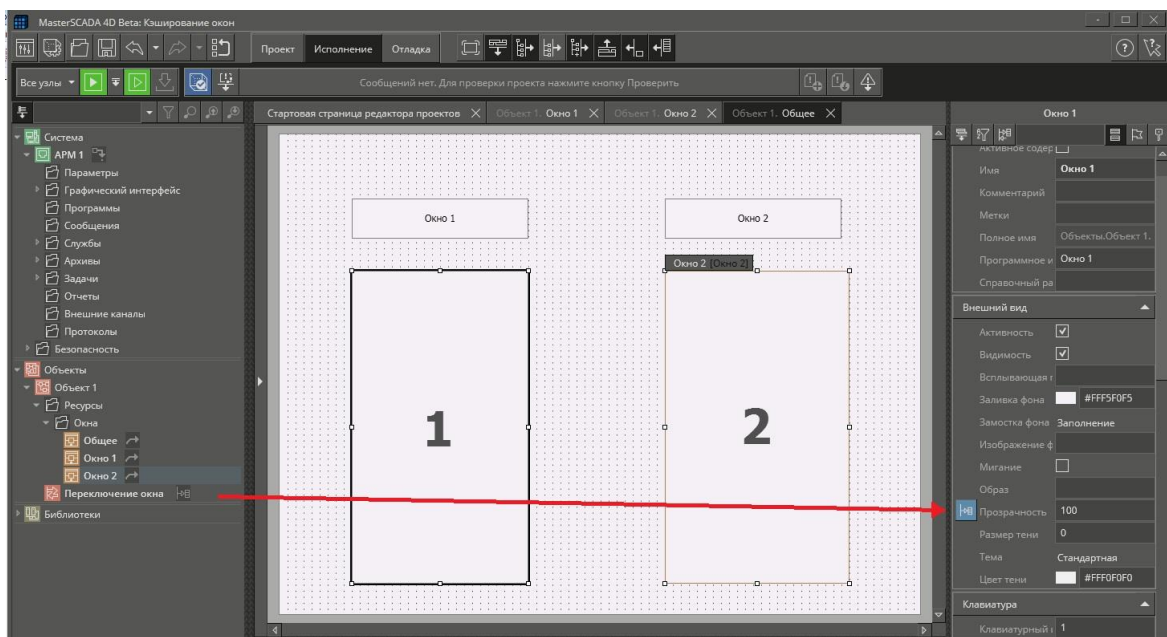 MasterSCADA 4D Beta: Кэширование окон
Проект Исполнение Отладка
Все узлы
Сообщений нет. Для проверки проекта нажмите кнопку Проверить
Стартовая страница редактора проектов
Объект 1. Окно 1
Объект 1. Окно 2
Объект 1. Общее
Система
АРМ 1
Параметры
Графический интерфейс
Программы
Сообщения
Службы
Архивы
Задачи
Отчеты
Внешние каналы
Протоколы
Безопасность
Объекты
Объект 1
Ресурсы
Окна
Общее
Окно 1
Окно 2
Переключение окна
Библиотеки
Окно 1
Окно 2
Окно 2 [Окно 2]
1
2
Окно 1
Активное содер
Имя Окно 1
Комментарий
Метки
Полное имя Объекты.Объект 1.
Программное и Окно 1
Справочный ра
Внешний вид
Активность
Видимость
Всплывающая г
Заливка фона #FFF5F0F5
Замостка фона Заполнение
Изображение ф
Мигание
Образ
Прозрачность 100
Размер тени 0
Тема Стандартная
Цвет тени #FFF0F0F0
Клавиатура
Клавиатурный 1